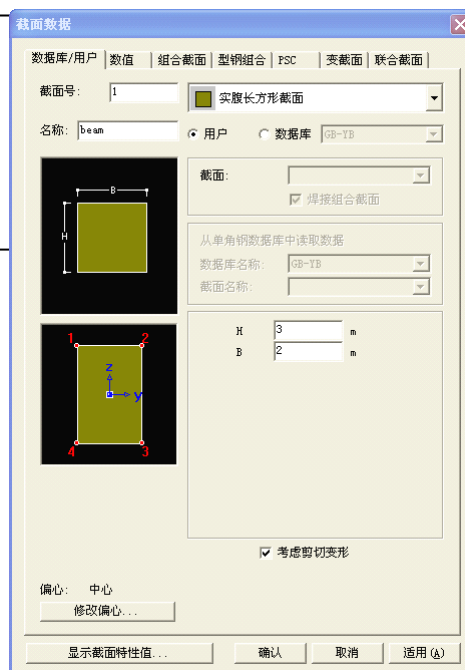 截面数据
数据库/用户 数值 组合截面 型钢组合 PSC 变截面 联合截面
截面号: 1 实腹长方形截面
名称: beam 用户 数据库 GB-YB
截面:
焊接组合截面
B
H
从单角钢数据库中读取数据
数据库名称: GB-YB
截面名称:
H 3 m
B 2 m
1 2
z
y
4 3
考虑剪切变形
偏心: 中心
修改偏心...
显示截面特性值... 确认 取消 适用(A)